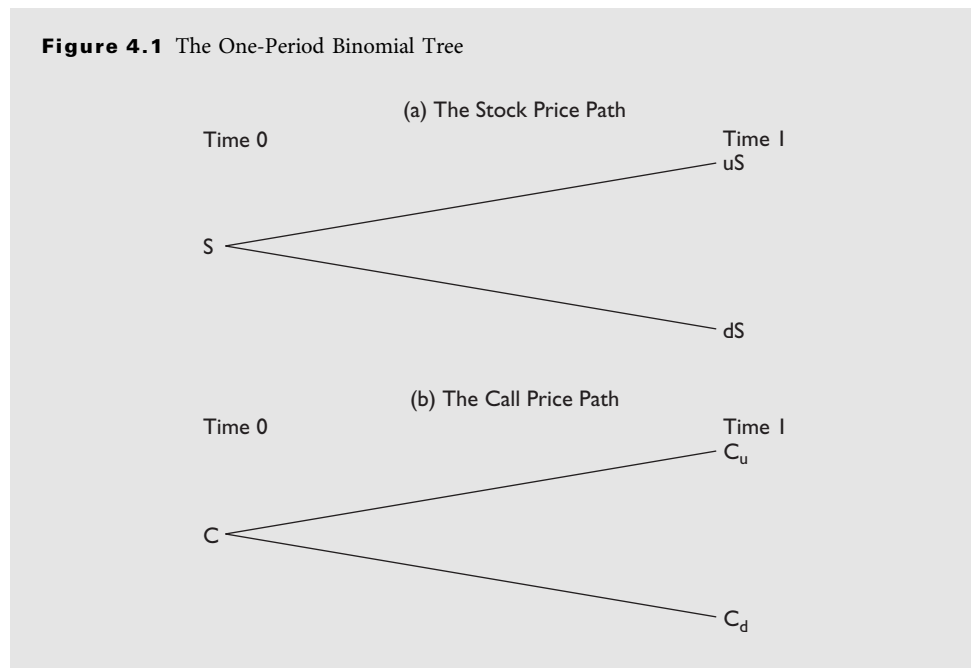 Figure 4.1 The One-Period Binomial Tree
(a) The Stock Price Path
Time 0 Time 1
uS
S
dS
(b) The Call Price Path
Time 0 Time 1
Cᵤ
C
C_d